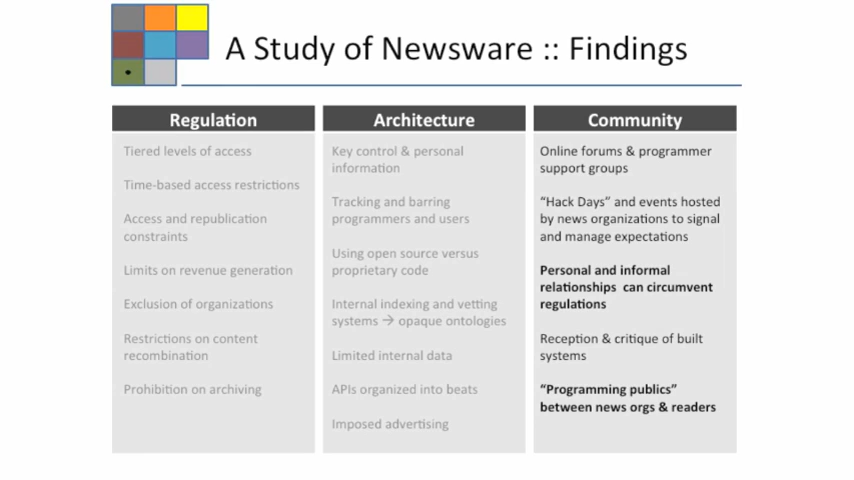 A Study of Newsware :: Findings
Regulation
Tiered levels of access
Time-based access restrictions
Access and republication
constraints
Limits on revenue generation
Exclusion of organizations
Restrictions on content
recombination
Prohibition on archiving
Architecture
Key control & personal
information
Tracking and barring
programmers and users
Using open source versus
proprietary code
Internal indexing and vetting
systems → opaque ontologies
Limited internal data
APIs organized into beats
Imposed advertising
Community
Online forums & programmer
support groups
“Hack Days” and events hosted
by news organizations to signal
and manage expectations
Personal and informal
relationships can circumvent
regulations
Reception & critique of built
systems
“Programming publics”
between news orgs & readers